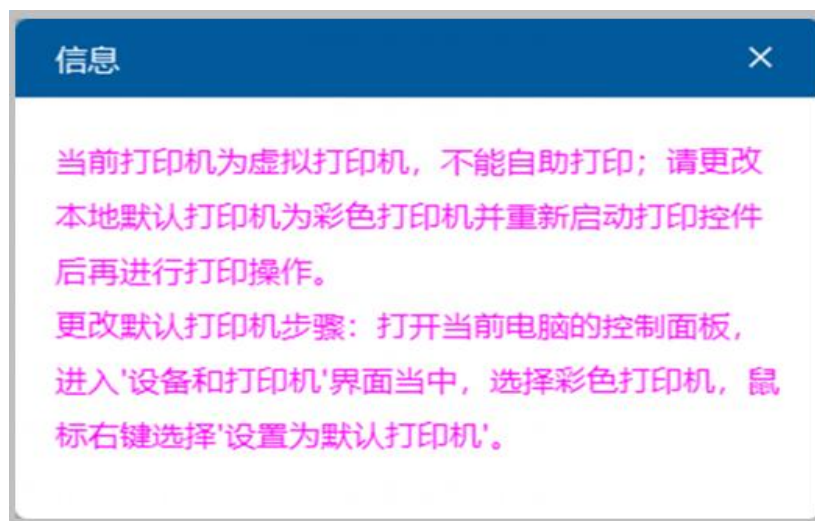 信息
当前打印机为虚拟打印机，不能自助打印；请更改
本地默认打印机为彩色打印机并重新启动打印控件
后再进行打印操作。
更改默认打印机步骤：打开当前电脑的控制面板，
进入'设备和打印机'界面当中，选择彩色打印机，鼠
标右键选择'设置为默认打印机'。